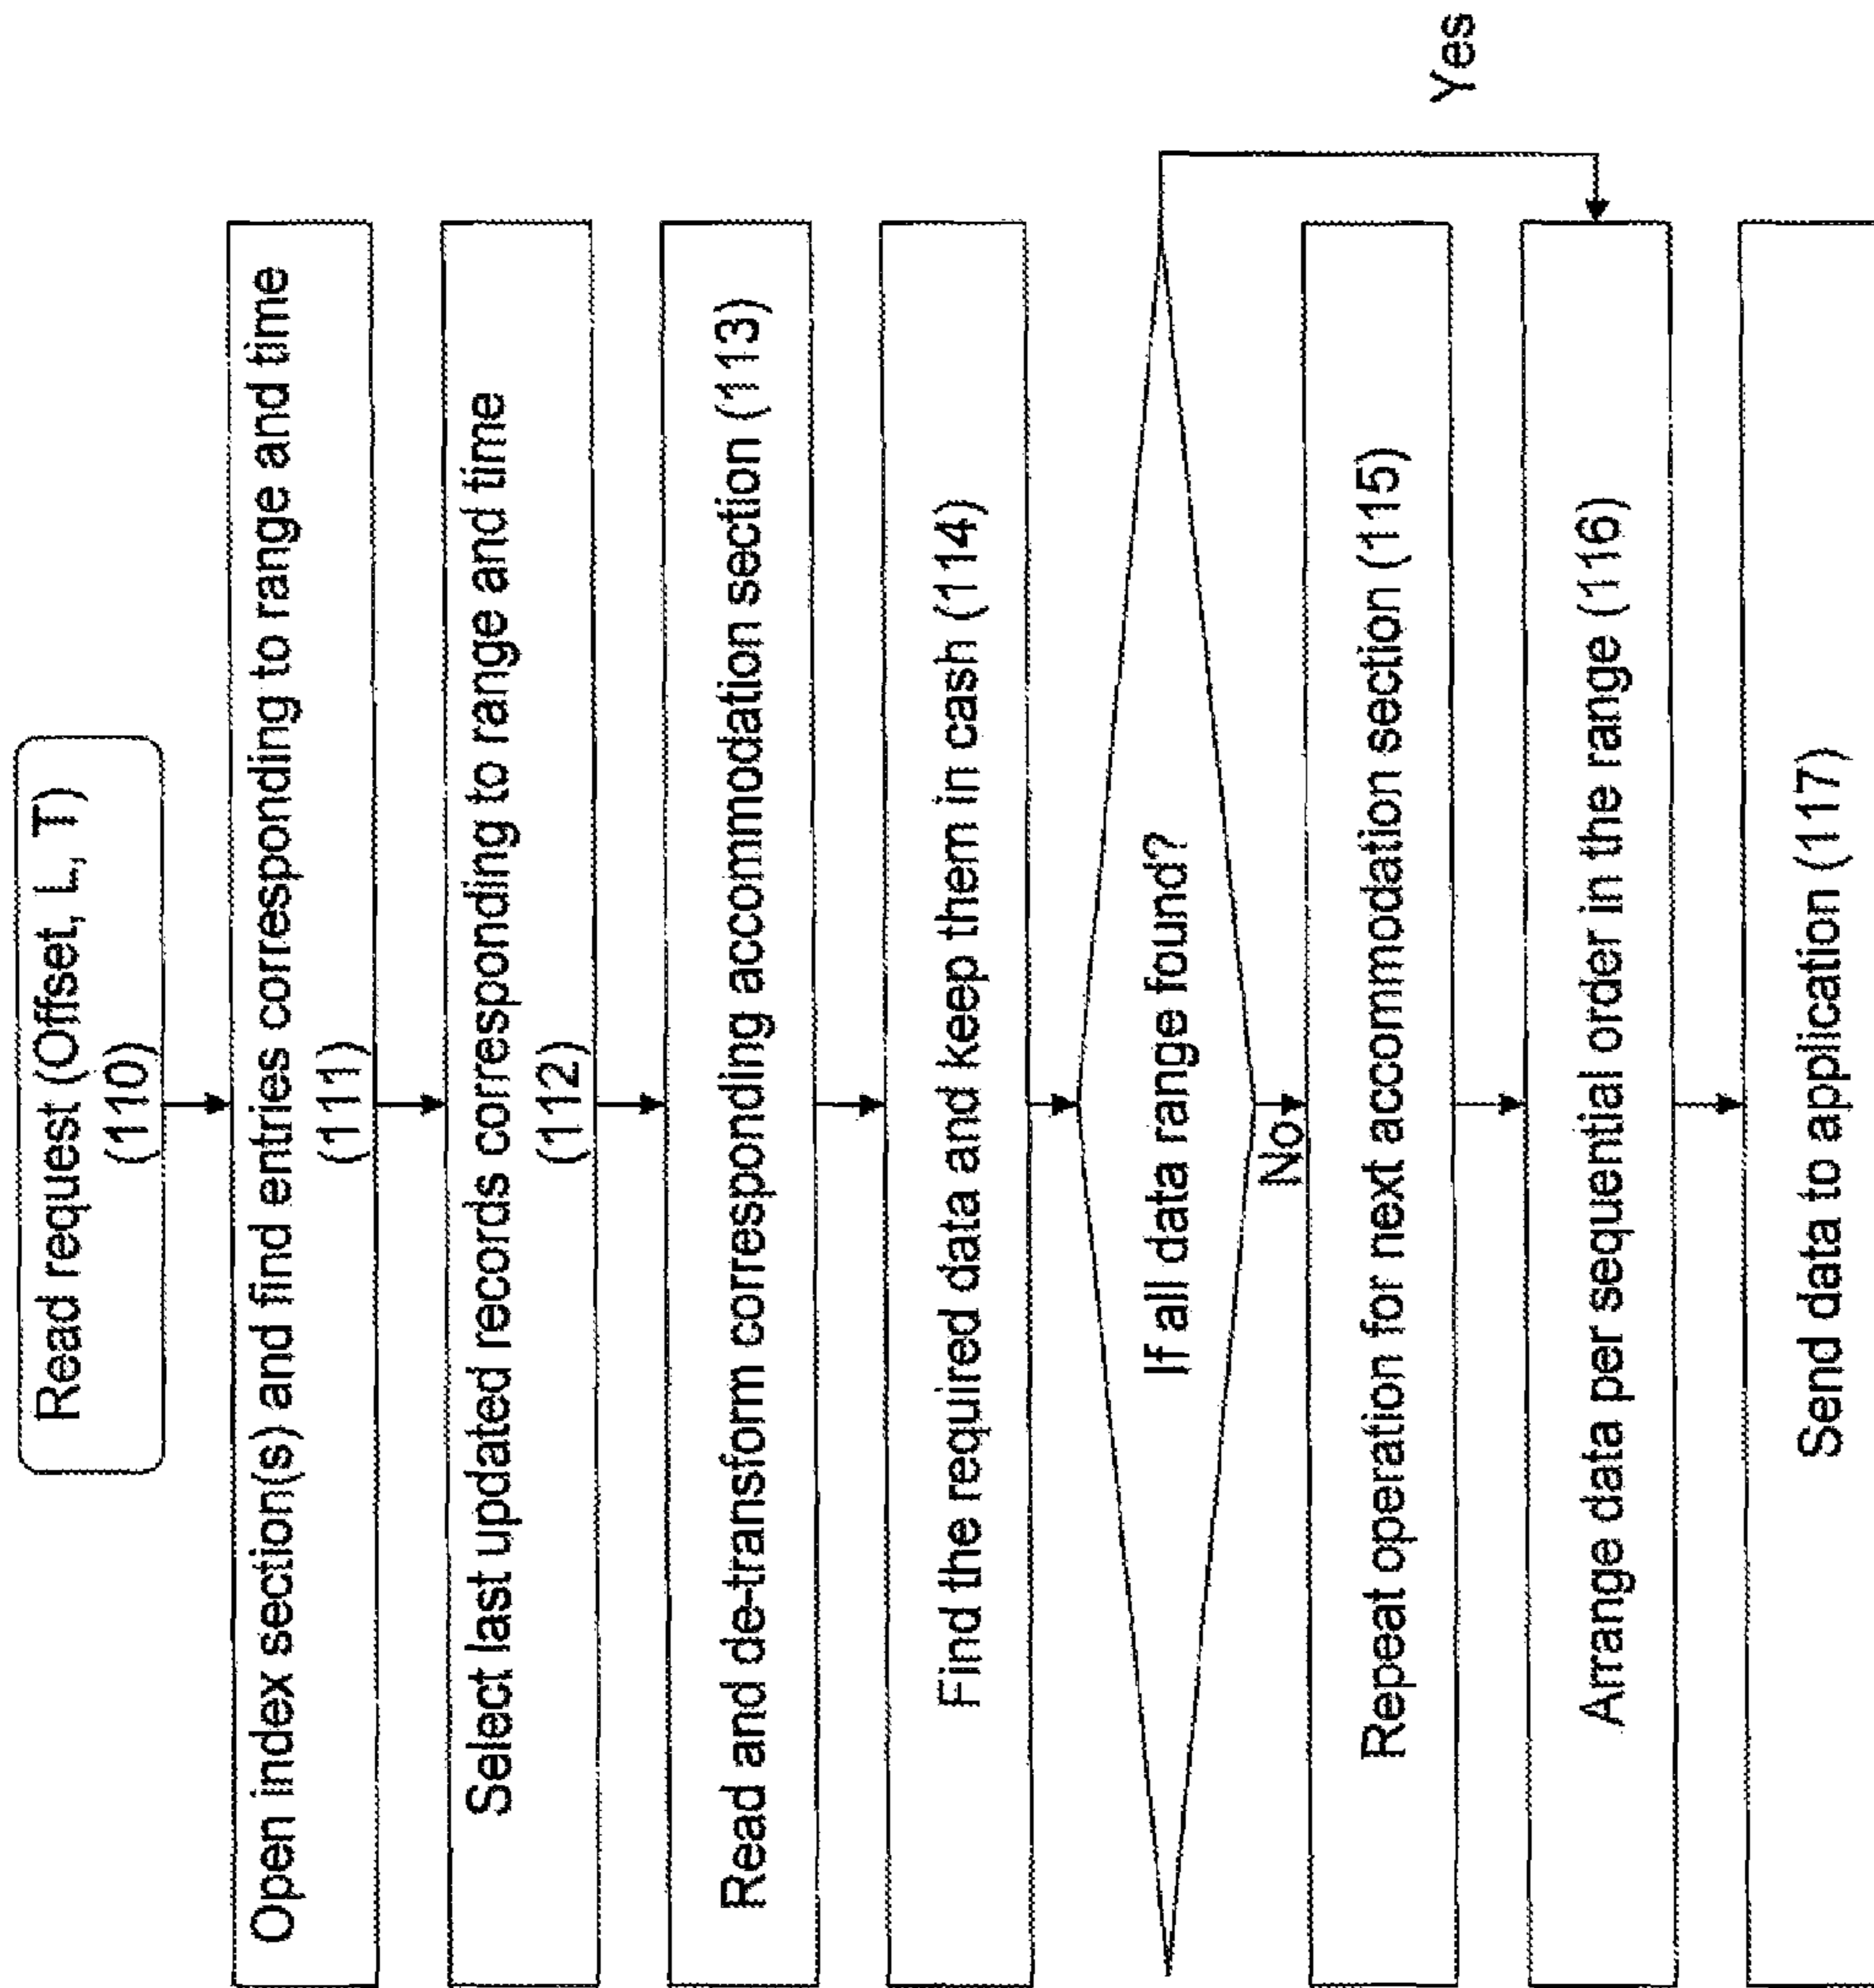 Read request (Offset, L, T)
(110)
Open index section(s) and find entries corresponding to range and time
(111)
Select last updated records corresponding to range and time
(112)
Read and de-transform corresponding accommodation section (113)
Find the required data and keep them in cash (114)
If all data range found?
Yes
No
Repeat operation for next accommodation section (115)
Arrange data per sequential order in the range (116)
Send data to application (117)